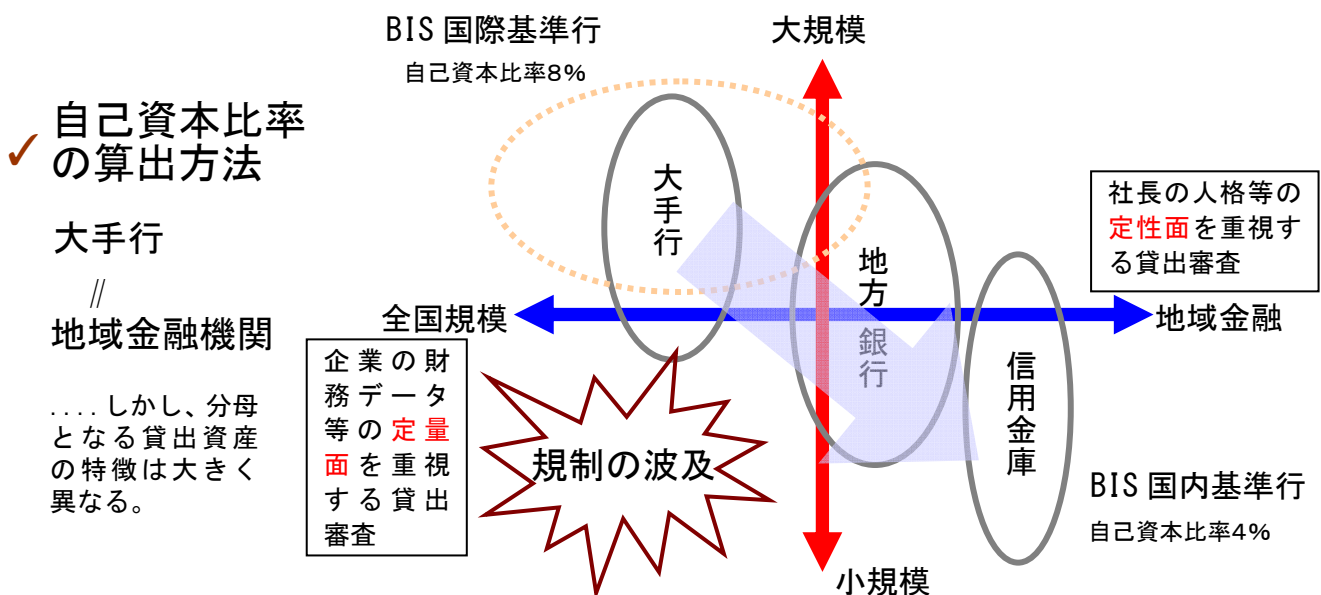 BIS 国際基準行
自己資本比率8%
大規模
✓ 自己資本比率
の算出方法
大手行
//
地域金融機関
.... しかし、分母
となる貸出資産
の特徴は大きく
異なる。
大手行
地方銀行
信用金庫
社長の人格等の
定性面を重視す
る貸出審査
全国規模
地域金融
企業の財
務データ
等の定量
面を重視
する貸出
審査
規制の波及
BIS 国内基準行
自己資本比率4%
小規模